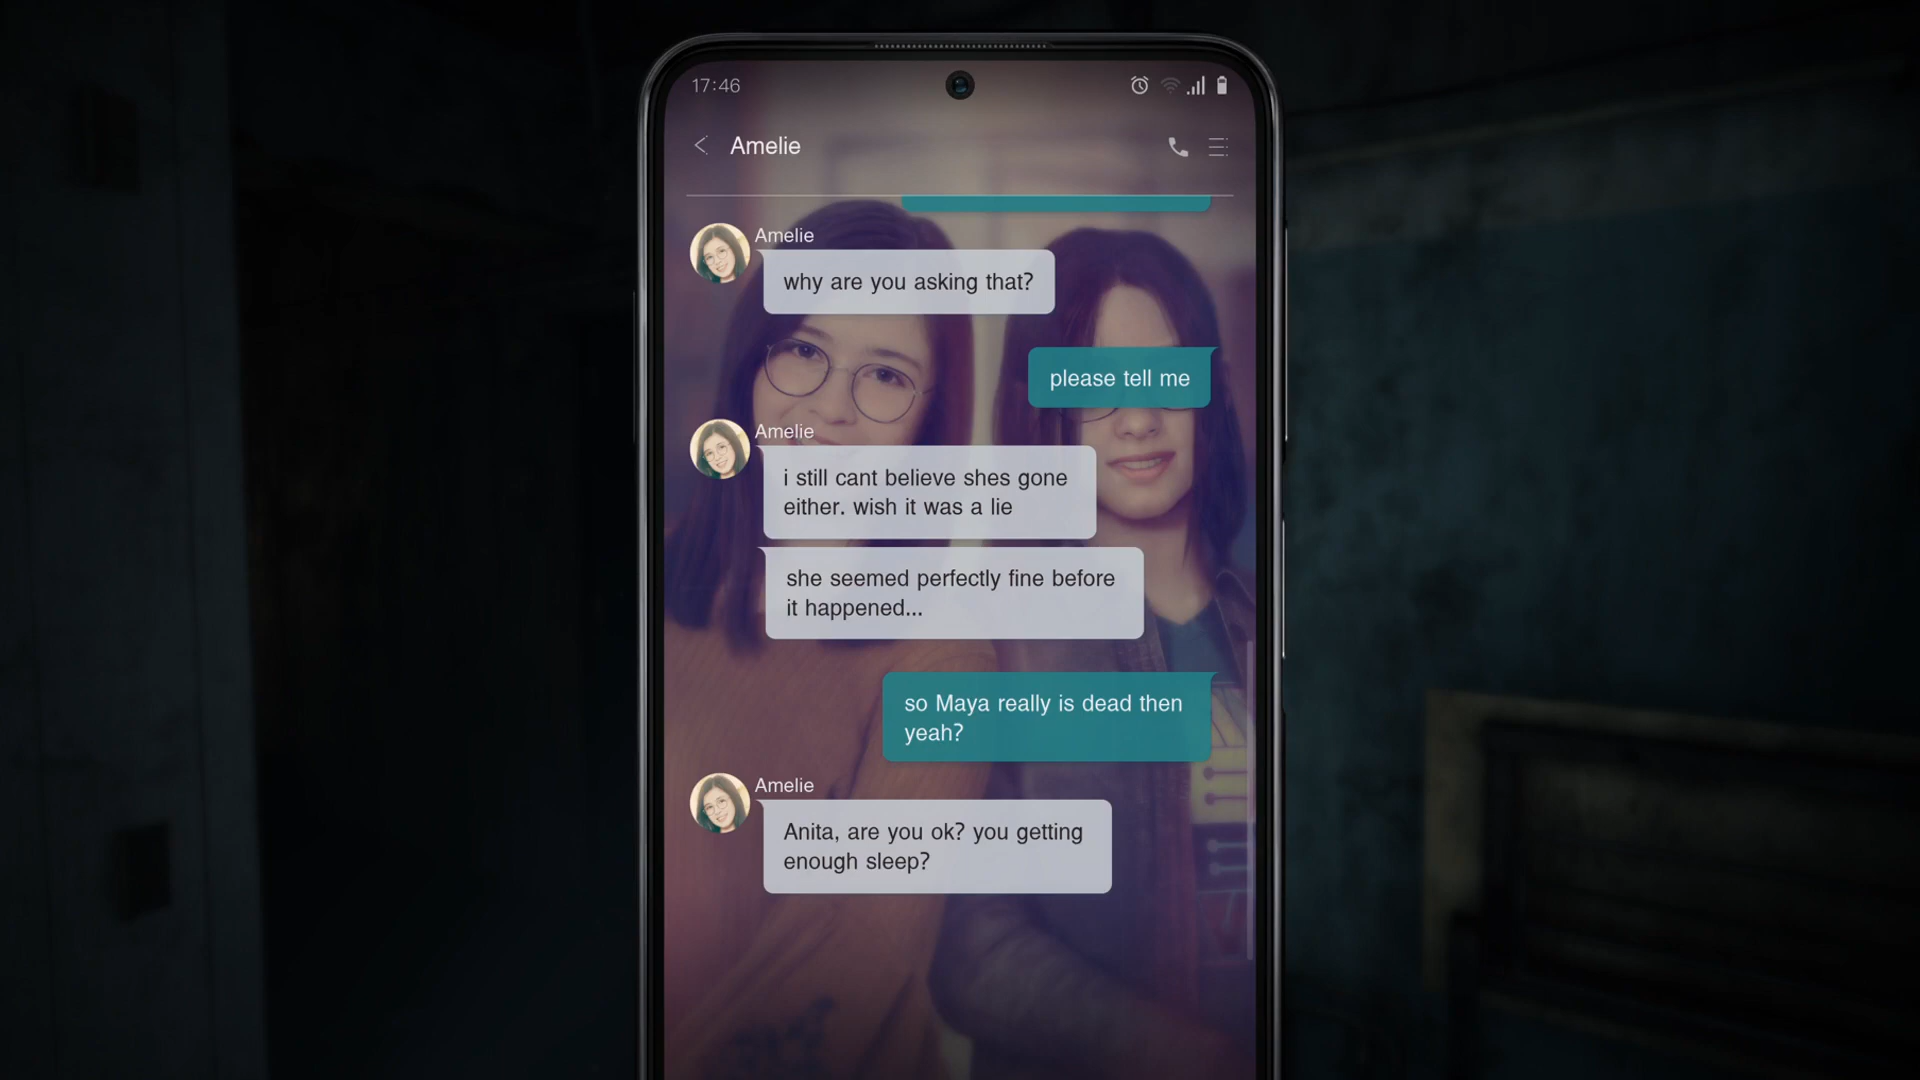 17:46
Amelie
Amelie
why are you asking that?
please tell me
Amelie
i still cant believe shes gone
either. wish it was a lie
she seemed perfectly fine before
it happened...
so Maya really is dead then
yeah?
Amelie
Anita, are you ok? you getting
enough sleep?